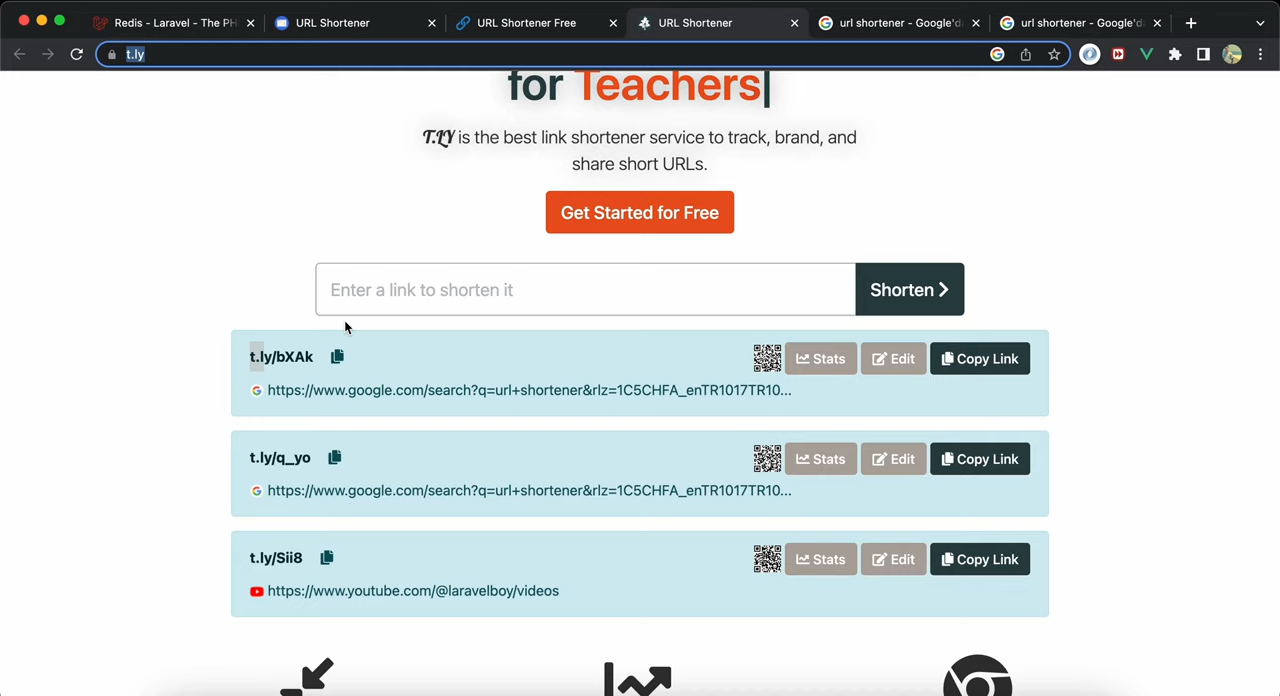 Redis - Laravel - The PH
URL Shortener
URL Shortener Free
URL Shortener
url shortener - Google'd
url shortener - Google'd
t.ly
for Teachers
T.LY is the best link shortener service to track, brand, and
share short URLs.
Get Started for Free
Enter a link to shorten it
Shorten
t.ly/bXAk
Stats
Edit
Copy Link
https://www.google.com/search?q=url+shortener&rlz=1C5CHFA_enTR1017TR10...
t.ly/q_yo
Stats
Edit
Copy Link
https://www.google.com/search?q=url+shortener&rlz=1C5CHFA_enTR1017TR10...
t.ly/Sii8
Stats
Edit
Copy Link
https://www.youtube.com/@laravelboy/videos